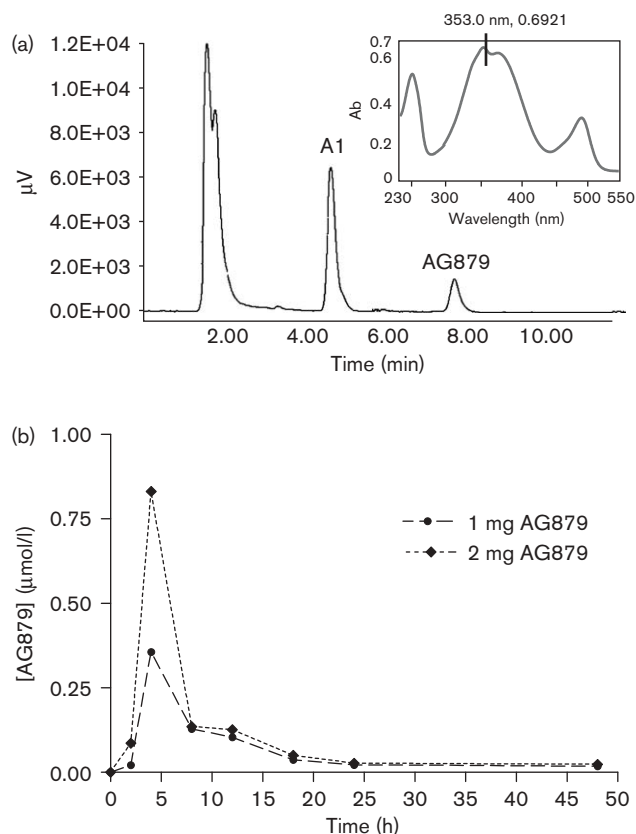 (a)
1.2E+04
1.0E+04
8.0E+03
6.0E+03
4.0E+03
2.0E+03
0.0E+00
μV
A1
AG879
2.00 4.00 6.00 8.00 10.00
Time (min)
353.0 nm, 0.6921
0.7
0.6
0.4
0.2
0
Ab
230 300 400 500 550
Wavelength (nm)
(b)
1.00
0.75
0.50
0.25
0.00
[AG879] (μmol/l)
1 mg AG879
2 mg AG879
0 5 10 15 20 25 30 35 40 45 50
Time (h)